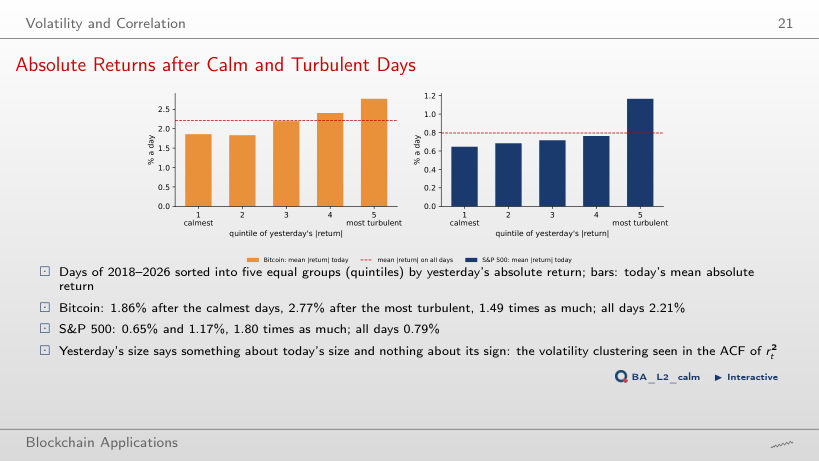 Volatility and Correlation 21
Absolute Returns after Calm and Turbulent Days
% a day
2.5
2.0
1.5
1.0
0.5
0.0
1 2 3 4 5
calmest most turbulent
quintile of yesterday's |return|
% a day
1.2
1.0
0.8
0.6
0.4
0.2
0.0
1 2 3 4 5
calmest most turbulent
quintile of yesterday's |return|
Bitcoin: mean |return| today mean |return| on all days S&P 500: mean |return| today
Days of 2018–2026 sorted into five equal groups (quintiles) by yesterday's absolute return; bars: today's mean absolute
return
Bitcoin: 1.86% after the calmest days, 2.77% after the most turbulent, 1.49 times as much; all days 2.21%
S&P 500: 0.65% and 1.17%, 1.80 times as much; all days 0.79%
Yesterday's size says something about today's size and nothing about its sign: the volatility clustering seen in the ACF of r_t^2
BA_L2_calm ▶ Interactive
Blockchain Applications